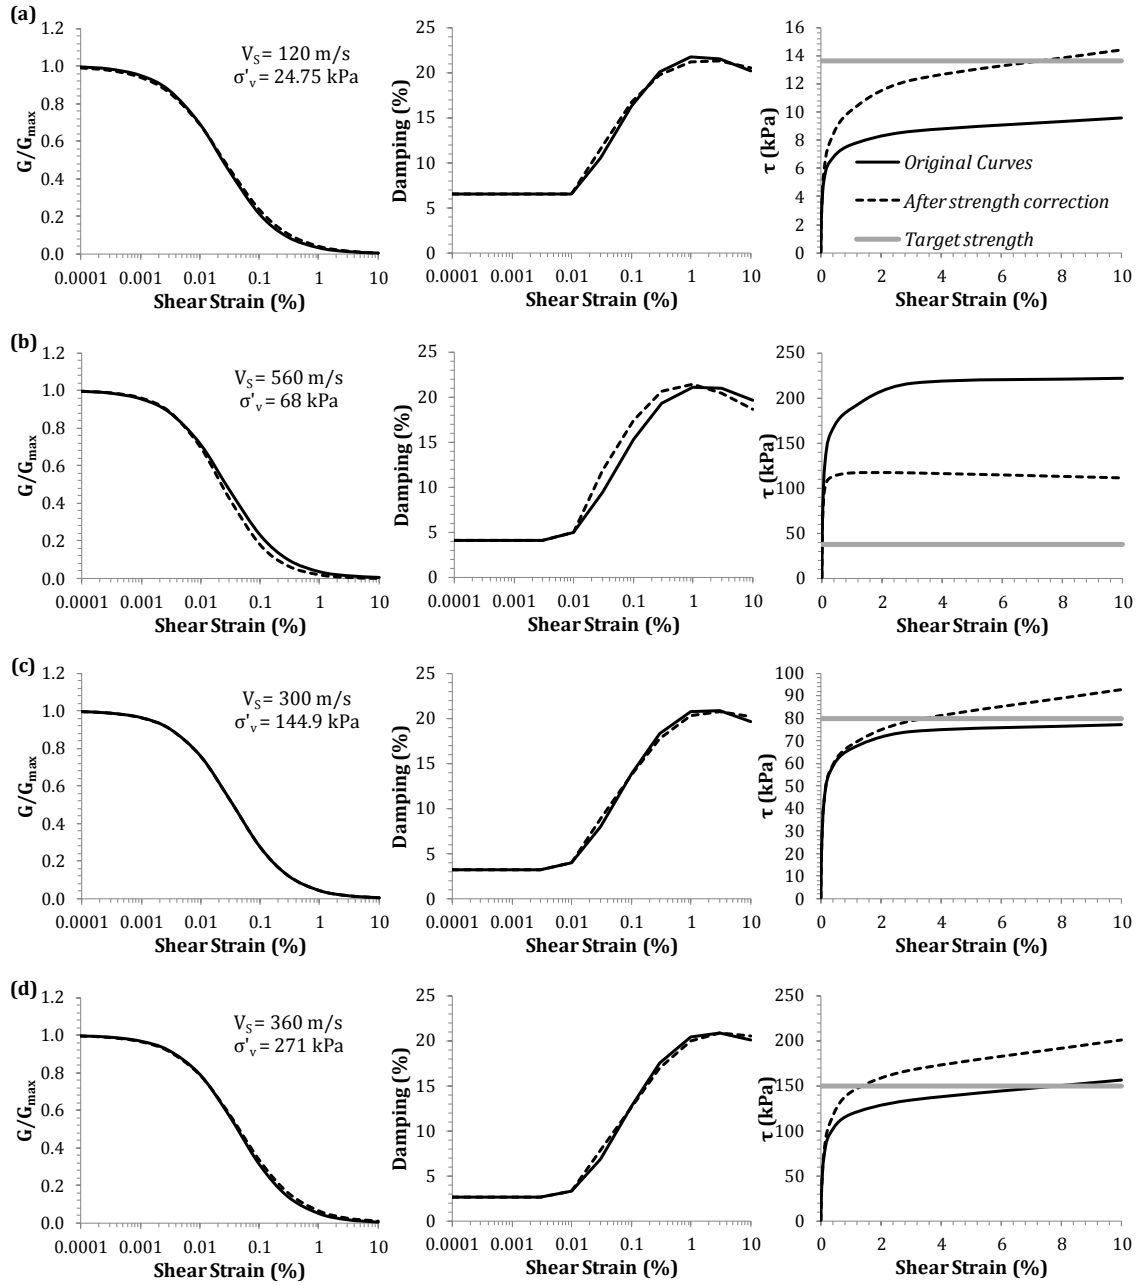 (a)
1.2
1.0
0.8
0.6
0.4
0.2
0.0
G/Gmax
VS = 120 m/s
σ'v = 24.75 kPa
0.0001 0.001 0.01 0.1 1 10
Shear Strain (%)
25
20
15
10
5
0
Damping (%)
0.0001 0.001 0.01 0.1 1 10
Shear Strain (%)
16
14
12
10
8
6
4
2
0
τ (kPa)
Original Curves
After strength correction
Target strength
0 2 4 6 8 10
Shear Strain (%)
(b)
1.2
1.0
0.8
0.6
0.4
0.2
0.0
G/Gmax
VS = 560 m/s
σ'v = 68 kPa
0.0001 0.001 0.01 0.1 1 10
Shear Strain (%)
25
20
15
10
5
0
Damping (%)
0.0001 0.001 0.01 0.1 1 10
Shear Strain (%)
250
200
150
100
50
0
τ (kPa)
0 2 4 6 8 10
Shear Strain (%)
(c)
1.2
1.0
0.8
0.6
0.4
0.2
0.0
G/Gmax
VS = 300 m/s
σ'v = 144.9 kPa
0.0001 0.001 0.01 0.1 1 10
Shear Strain (%)
25
20
15
10
5
0
Damping (%)
0.0001 0.001 0.01 0.1 1 10
Shear Strain (%)
100
90
80
70
60
50
40
30
20
10
0
τ (kPa)
0 2 4 6 8 10
Shear Strain (%)
(d)
1.2
1.0
0.8
0.6
0.4
0.2
0.0
G/Gmax
VS = 360 m/s
σ'v = 271 kPa
0.0001 0.001 0.01 0.1 1 10
Shear Strain (%)
25
20
15
10
5
0
Damping (%)
0.0001 0.001 0.01 0.1 1 10
Shear Strain (%)
250
200
150
100
50
0
τ (kPa)
0 2 4 6 8 10
Shear Strain (%)